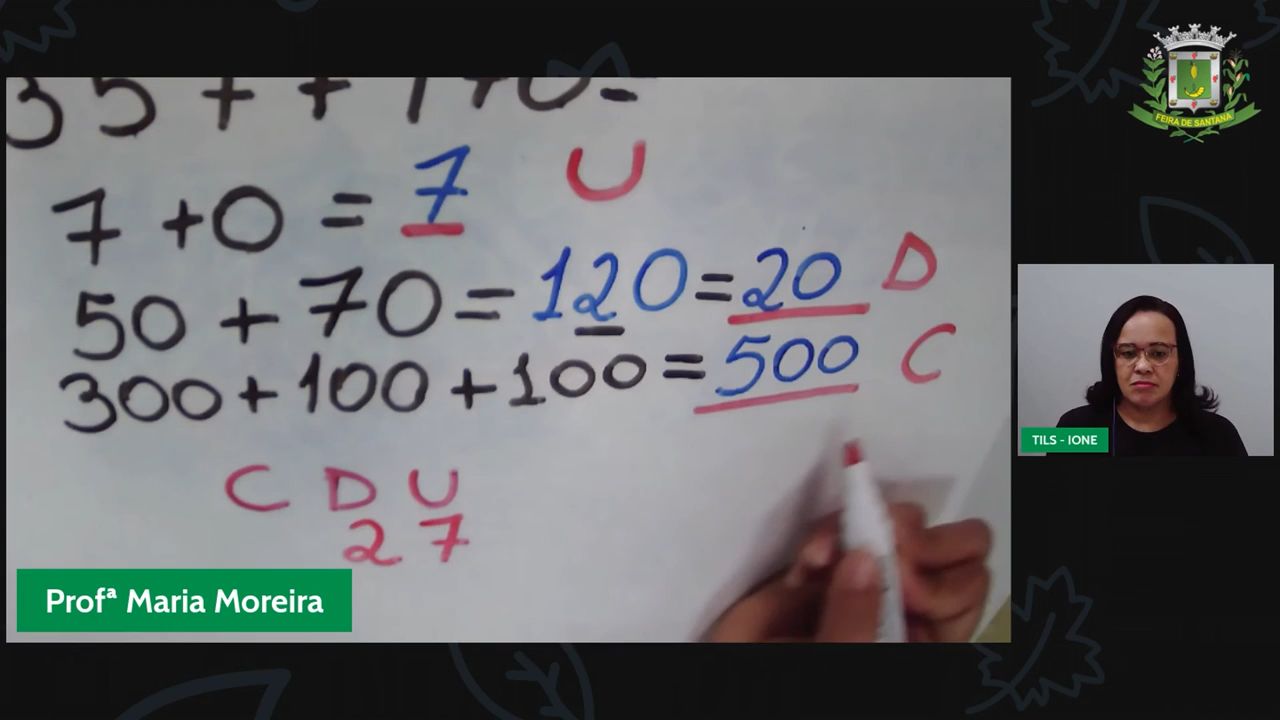 FEIRA DE SANTANA
7 + 0 = 7 U
50 + 70 = 120 = 20 D
300 + 100 + 100 = 500 C
C D U
2 7
TILS - IONE
Profª Maria Moreira